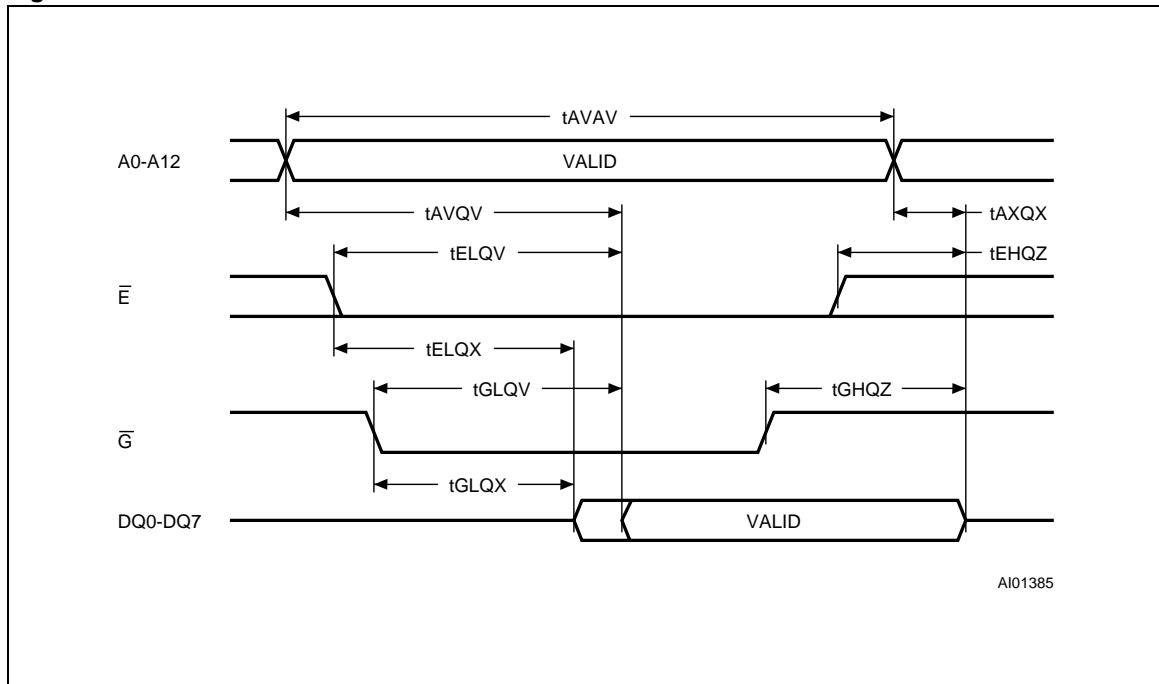 tAVAV
A0-A12
VALID
tAVQV
tAXQX
tELQV
tEHQZ
E̅
tELQX
tGLQV
tGHQZ
G̅
tGLQX
DQ0-DQ7
VALID
AI01385